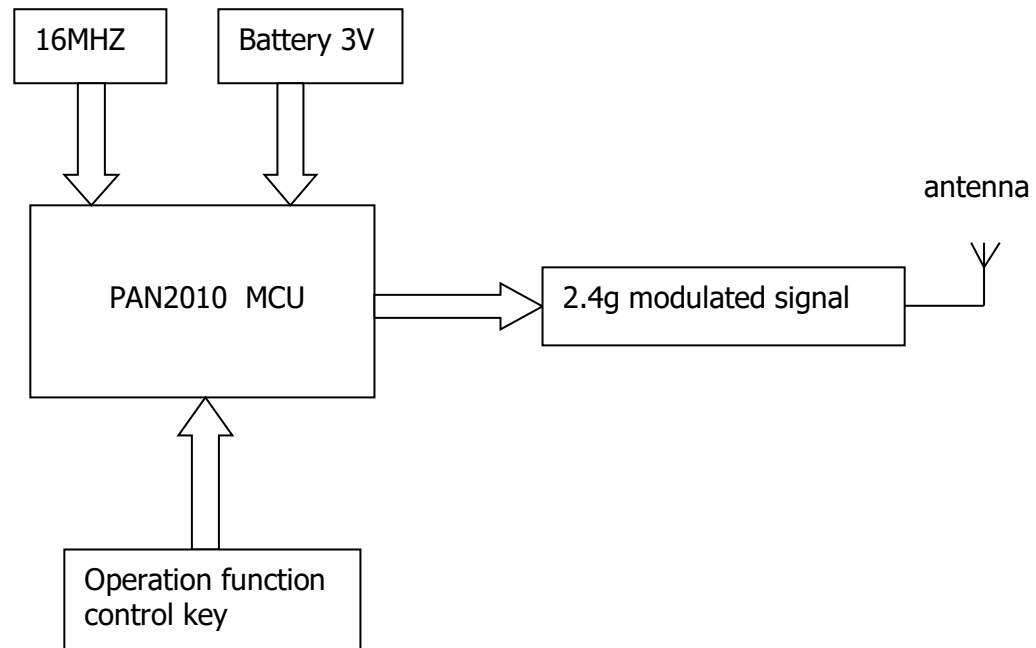 16MHZ
Battery 3V
antenna
PAN2010 MCU
2.4g modulated signal
Operation function
control key